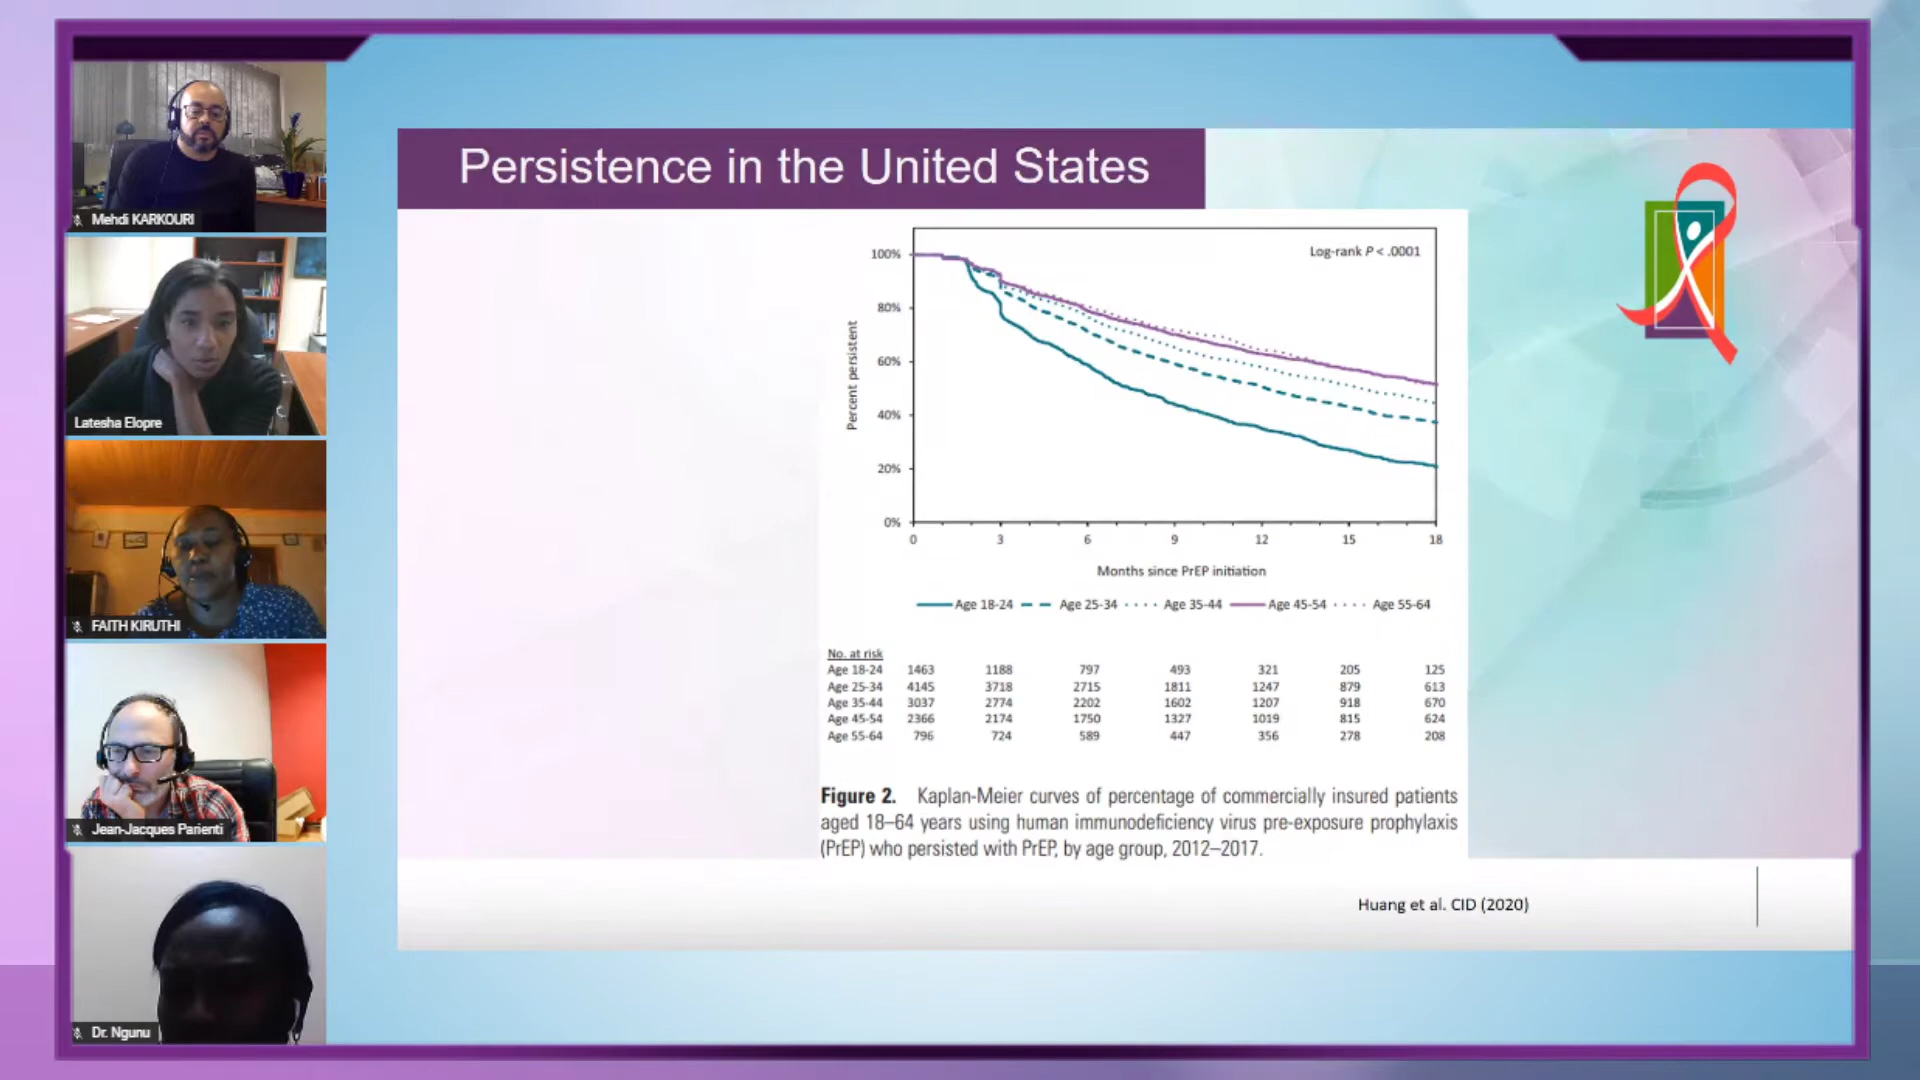 Mehdi KARKOURI
Latesha Elopre
FAITH KIRUTHI
Jean-Jacques Parienti
Dr. Ngunu
Persistence in the United States
Log-rank P < .0001
Percent persistent
100%
80%
60%
40%
20%
0%
0 3 6 9 12 15 18
Months since PrEP initiation
Age 18-24 Age 25-34 Age 35-44 Age 45-54 Age 55-64
No. at risk
Age 18-24 1463 1188 797 493 321 205 125
Age 25-34 4145 3718 2715 1811 1247 879 613
Age 35-44 3037 2774 2202 1602 1207 918 670
Age 45-54 2366 2174 1750 1327 1019 815 624
Age 55-64 796 724 589 447 356 278 208
Figure 2. Kaplan-Meier curves of percentage of commercially insured patients
aged 18–64 years using human immunodeficiency virus pre-exposure prophylaxis
(PrEP) who persisted with PrEP, by age group, 2012–2017.
Huang et al. CID (2020)